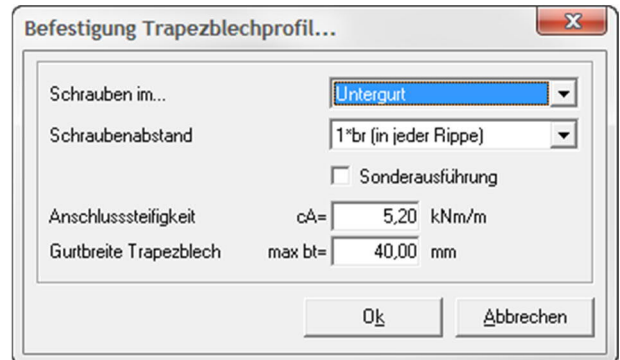 Befestigung Trapezblechprofil...
Schrauben im... Untergurt
Schraubenabstand 1*br (in jeder Rippe)
Sonderausführung
Anschlusssteifigkeit cA= 5,20 kNm/m
Gurtbreite Trapezblech max bt= 40,00 mm
Ok Abbrechen